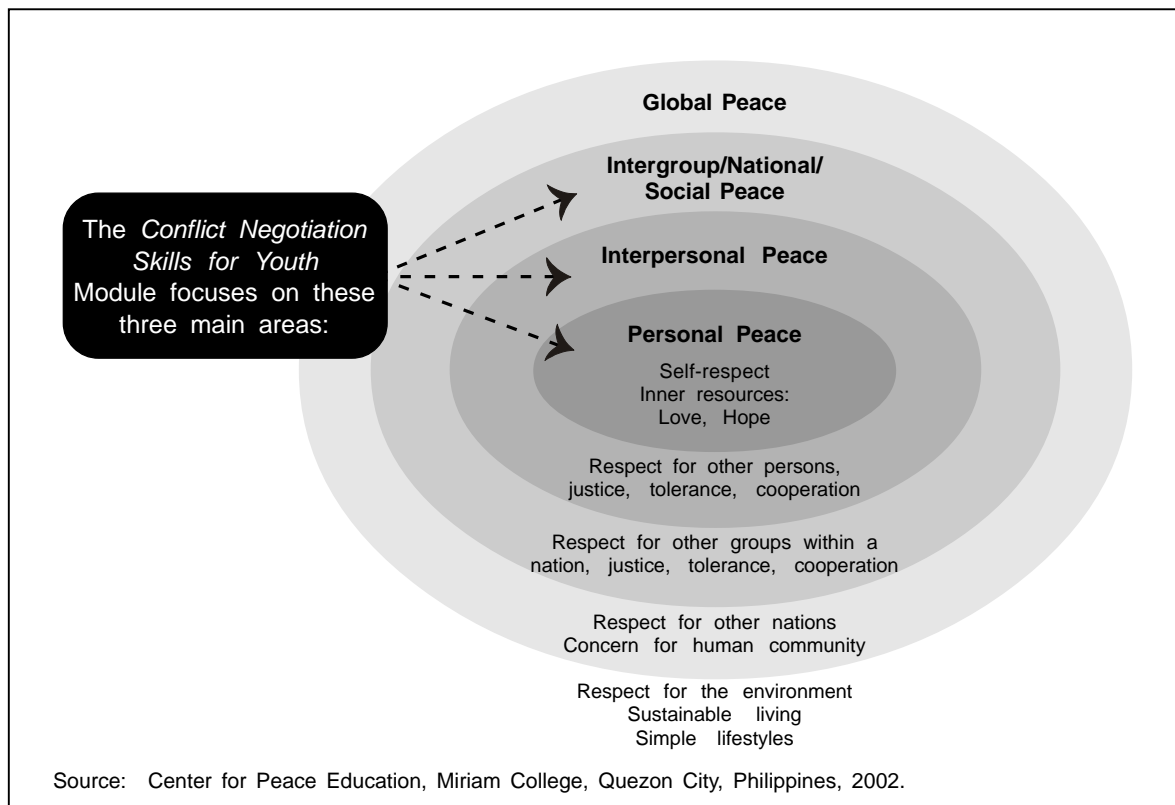 Global Peace
Intergroup/National/
Social Peace
The Conflict Negotiation
Skills for Youth
Module focuses on these
three main areas:
Interpersonal Peace
Personal Peace
Self-respect
Inner resources:
Love, Hope
Respect for other persons,
justice, tolerance, cooperation
Respect for other groups within a
nation, justice, tolerance, cooperation
Respect for other nations
Concern for human community
Respect for the environment
Sustainable living
Simple lifestyles
Source: Center for Peace Education, Miriam College, Quezon City, Philippines, 2002.